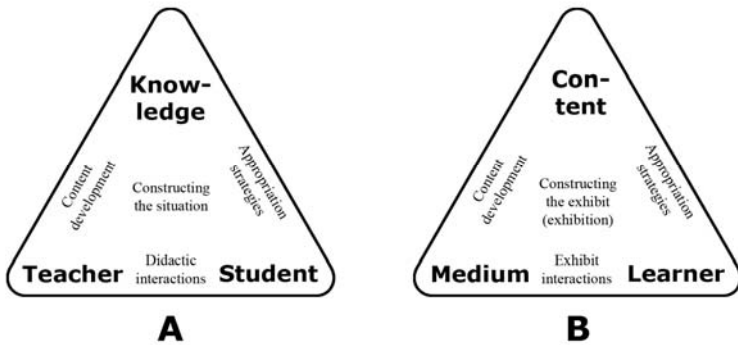 Know-
ledge
Content
development
Constructing
the situation
Appropriation
strategies
Teacher
Didactic
interactions
Student
A
Con-
tent
Content
development
Constructing
the exhibit
(exhibition)
Appropriation
strategies
Medium
Exhibit
interactions
Learner
B